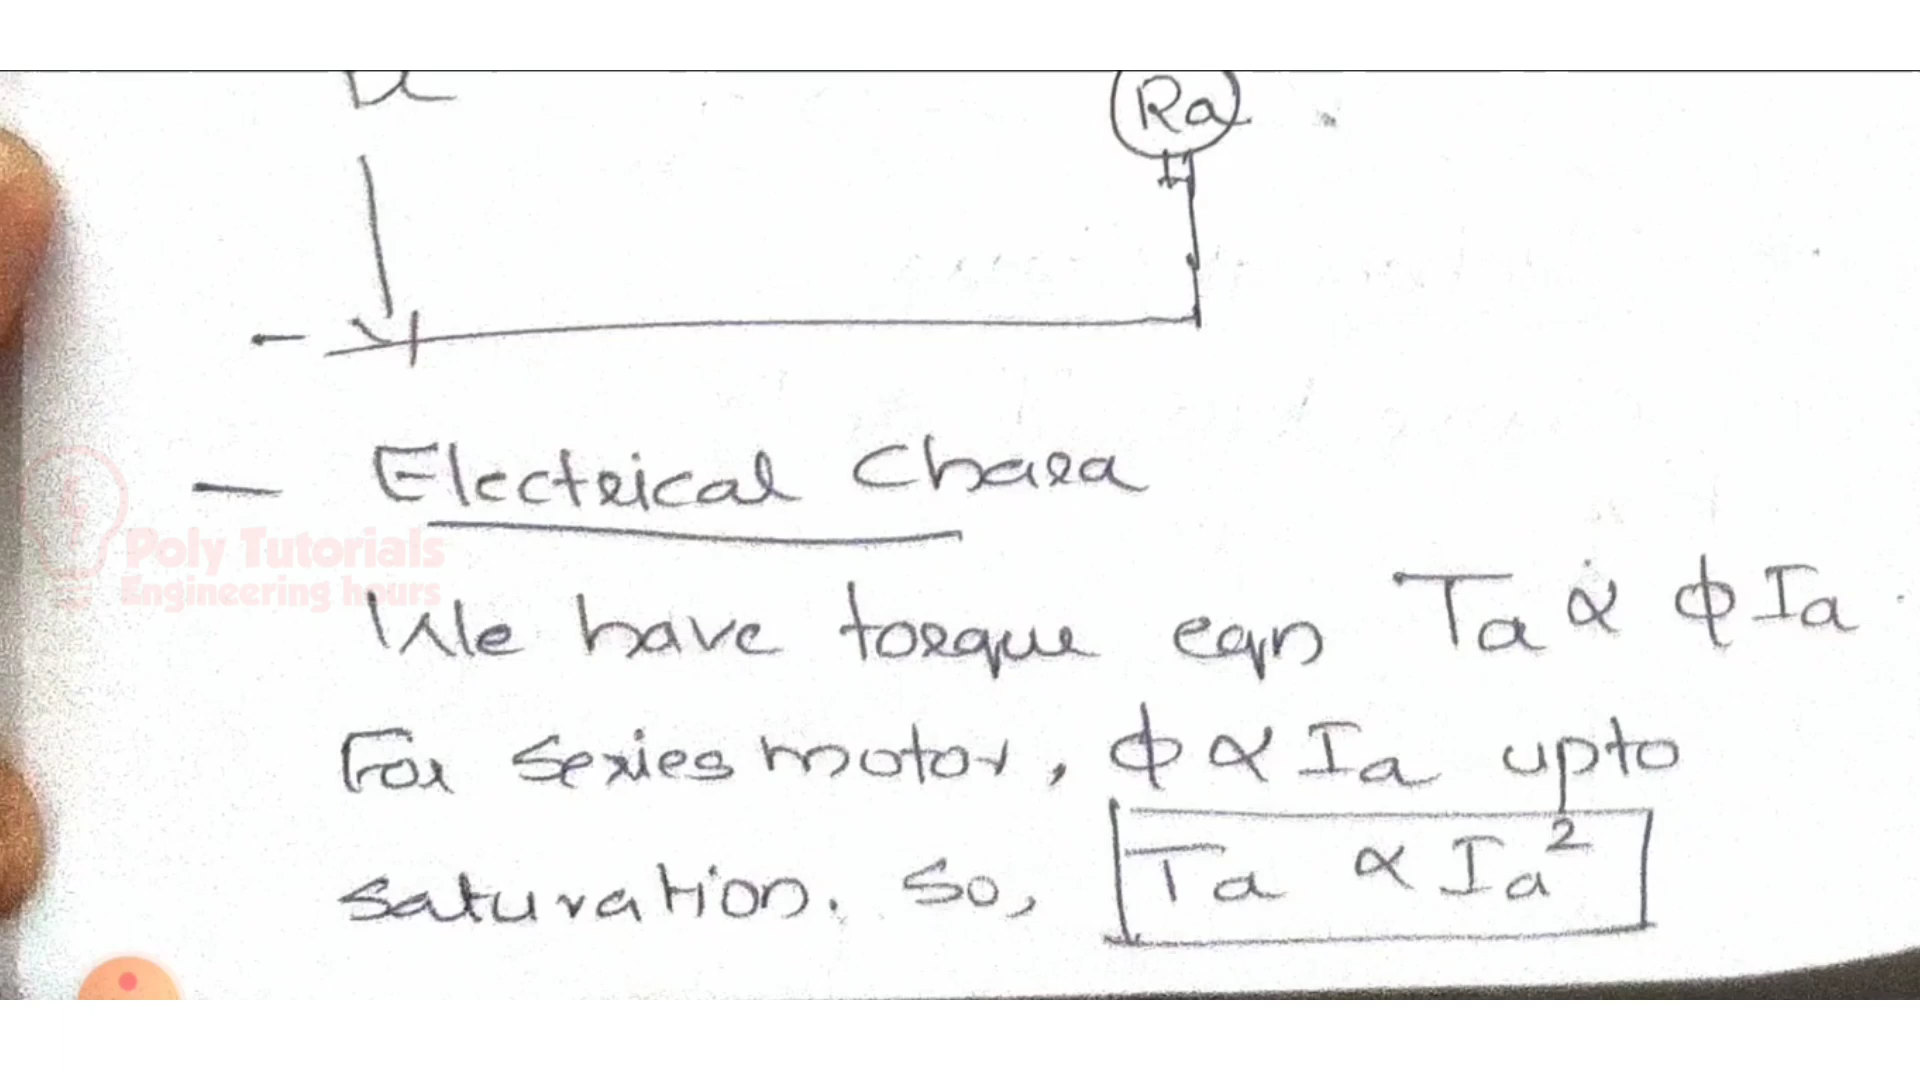 Ra
- Electrical Chara
We have torque eqn Ta ∝ ϕ Ia
For series motor, ϕ ∝ Ia upto
saturation. So, Ta ∝ Ia²
Poly Tutorials
Engineering hours